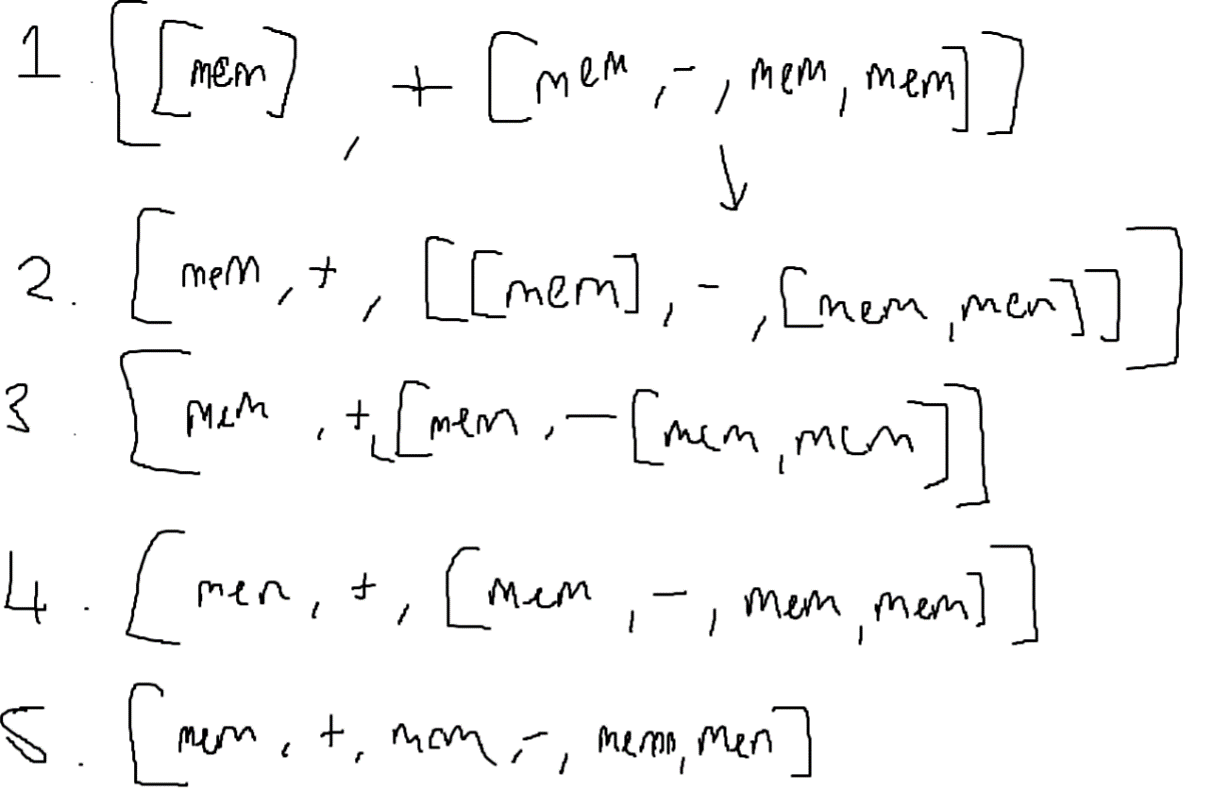 1. [[mem], + [mem, -, mem, mem]]
↓
2. [mem, +, [[mem], -, [mem, mem]]]
3. [mem, +, [mem, - [mem, mem]]]
4. [mem, +, [mem, -, mem, mem]]
5. [mem, +, mem, -, mem, mem]